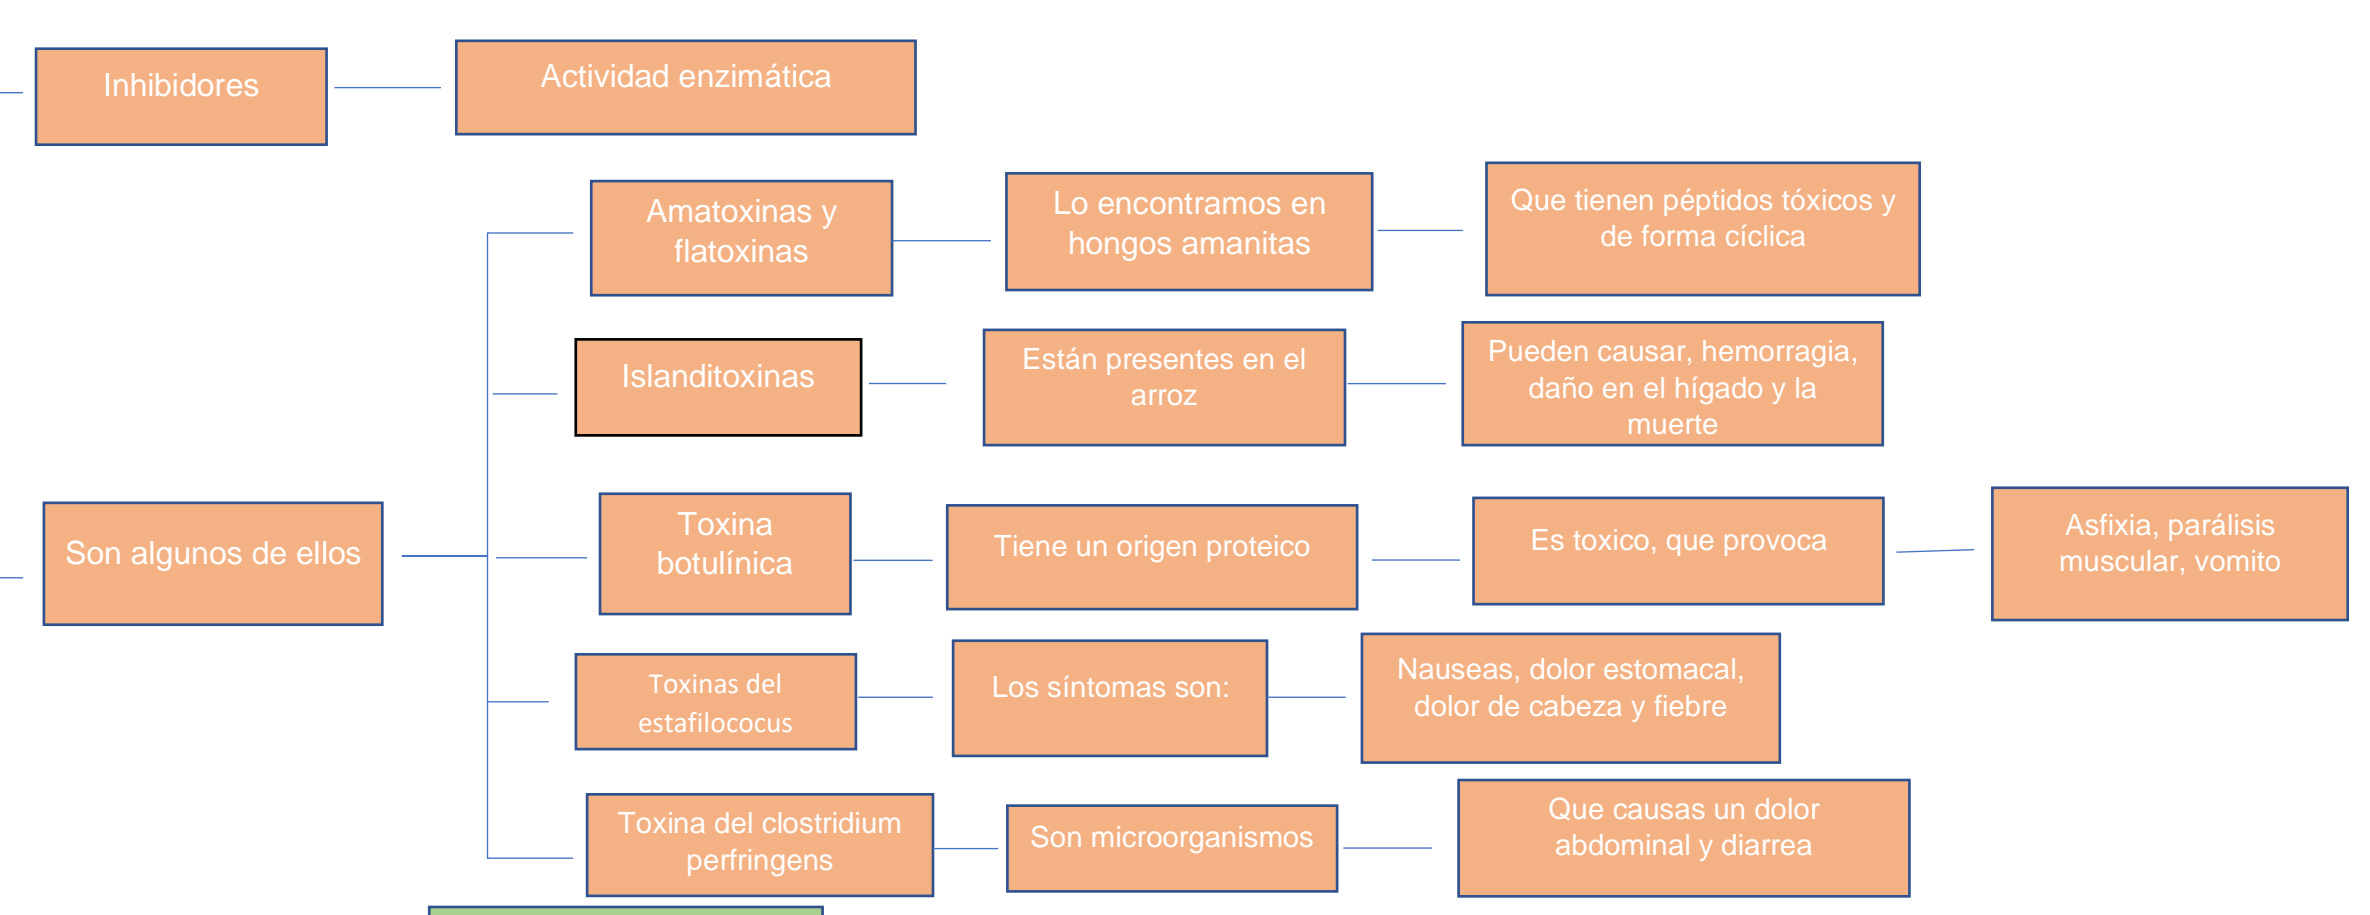 Inhibidores
Actividad enzimática
Amatoxinas y
flatoxinas
Lo encontramos en
hongos amanitas
Que tienen péptidos tóxicos y
de forma cíclica
Islanditoxinas
Están presentes en el
arroz
Pueden causar, hemorragia,
daño en el hígado y la
muerte
Son algunos de ellos
Toxina
botulínica
Tiene un origen proteico
Es toxico, que provoca
Asfixia, parálisis
muscular, vomito
Toxinas del
estafilococus
Los síntomas son:
Nauseas, dolor estomacal,
dolor de cabeza y fiebre
Toxina del clostridium
perfringens
Son microorganismos
Que causas un dolor
abdominal y diarrea